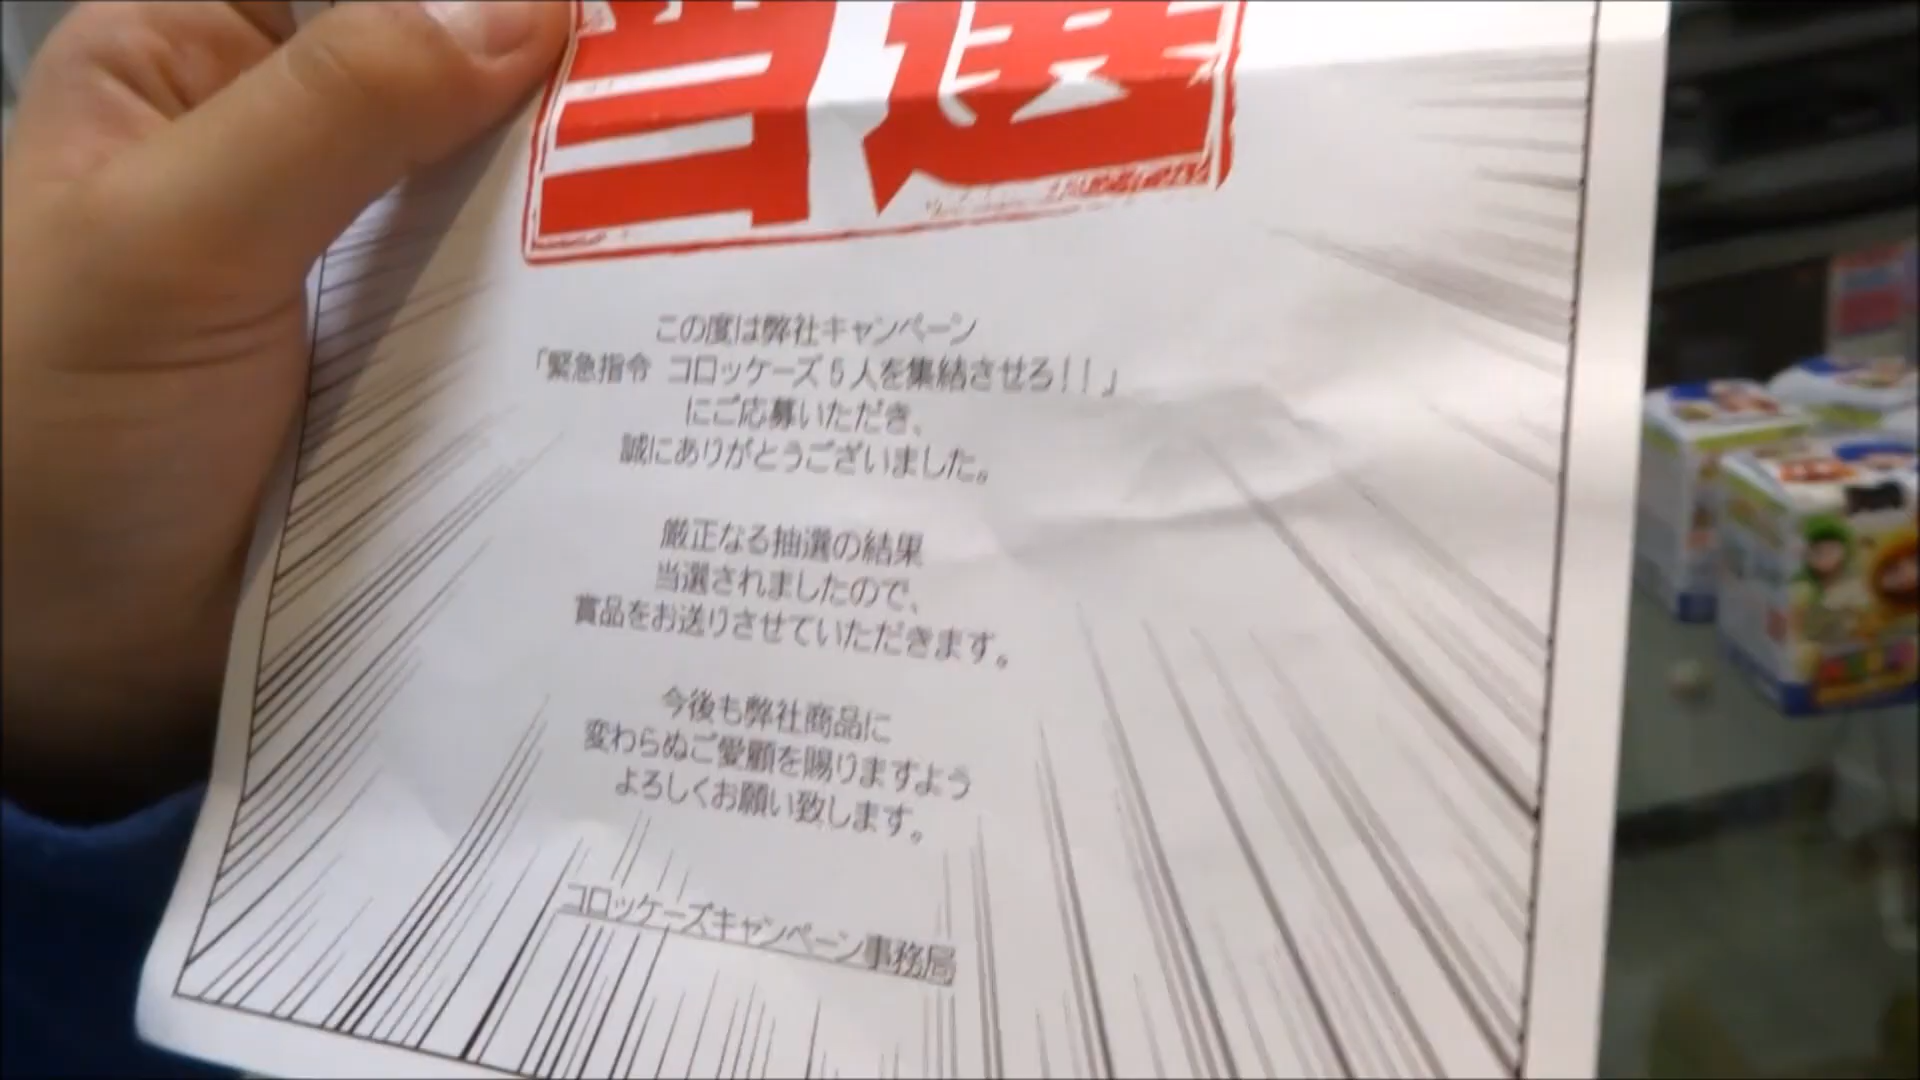 当選
この度は弊社キャンペーン
「緊急指令 コロッケーズ5人を集結させろ!!」
にご応募いただき、
誠にありがとうございました。
厳正なる抽選の結果
当選されましたので、
賞品をお送りさせていただきます。
今後も弊社商品に
変わらぬご愛顧を賜りますよう
よろしくお願い致します。
コロッケーズキャンペーン事務局